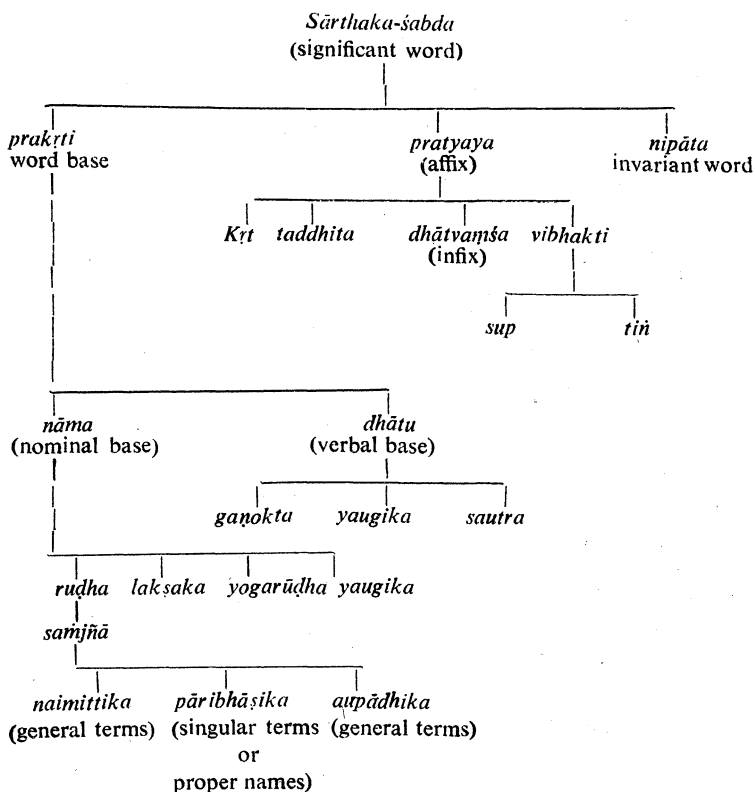 Sārthaka-śabda
(significant word)
prakṛti pratyaya nipāta
word base (affix) invariant word
Kṛt taddhita dhātvaṃśa vibhakti
(infix)
sup tiṅ
nāma dhātu
(nominal base) (verbal base)
gaṇokta yaugika sautra
ruḍha lakṣaka yogarūḍha yaugika
saṁjñā
naimittika pāribhāṣika aupādhika
(general terms) (singular terms (general terms)
or
proper names)